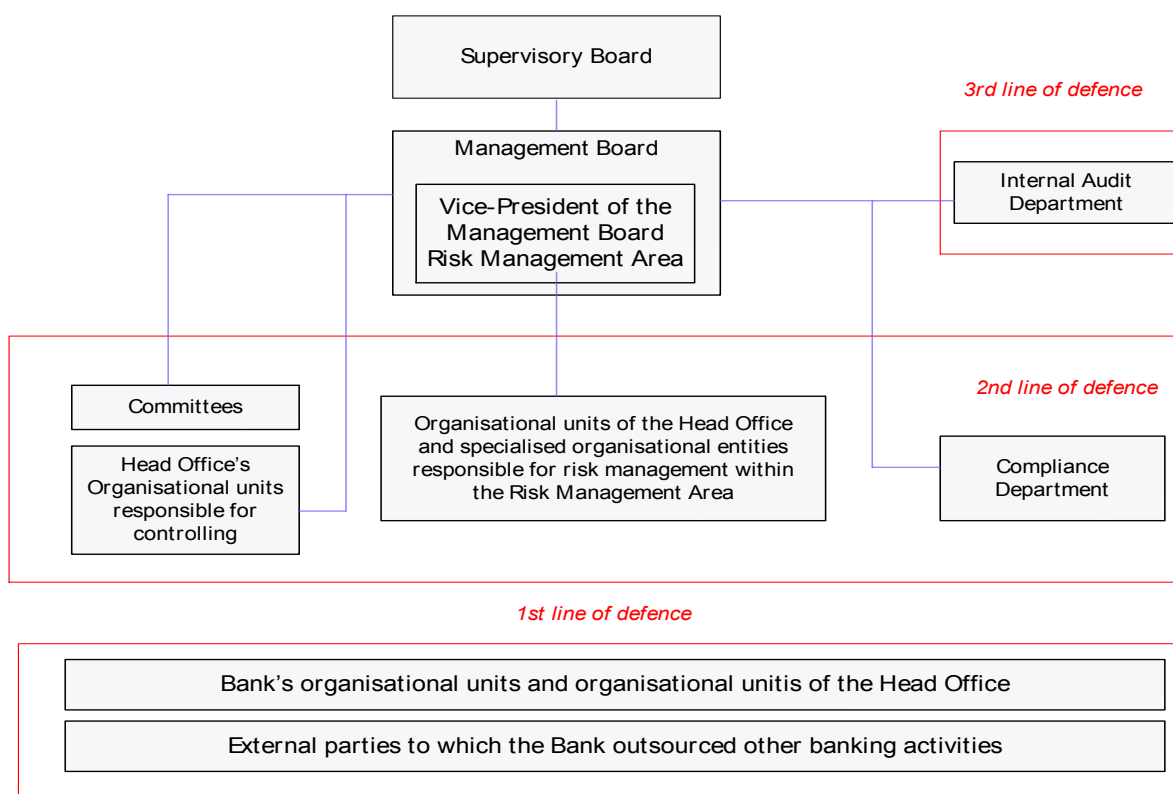 Supervisory Board
3rd line of defence
Management Board
Vice-President of the
Management Board
Risk Management Area
Internal Audit
Department
2nd line of defence
Committees
Head Office's
Organisational units
responsible for
controlling
Organisational units of the Head Office
and specialised organisational entities
responsible for risk management within
the Risk Management Area
Compliance
Department
1st line of defence
Bank's organisational units and organisational unitis of the Head Office
External parties to which the Bank outsourced other banking activities